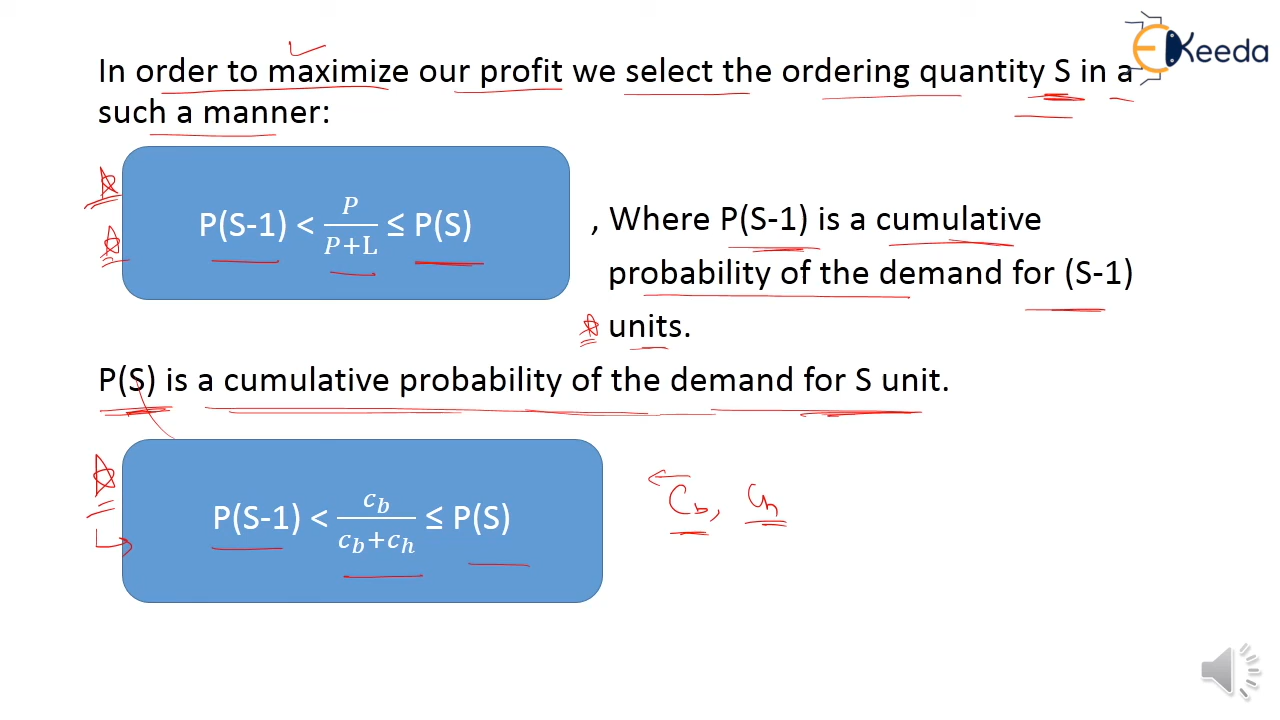 EKeeda
In order to maximize our profit we select the ordering quantity S in a
such a manner:
P(S-1) < P/(P+L) ≤ P(S)
, Where P(S-1) is a cumulative
probability of the demand for (S-1)
units.
P(S) is a cumulative probability of the demand for S unit.
P(S-1) < c_b/(c_b+c_h) ≤ P(S)
C_b, C_h